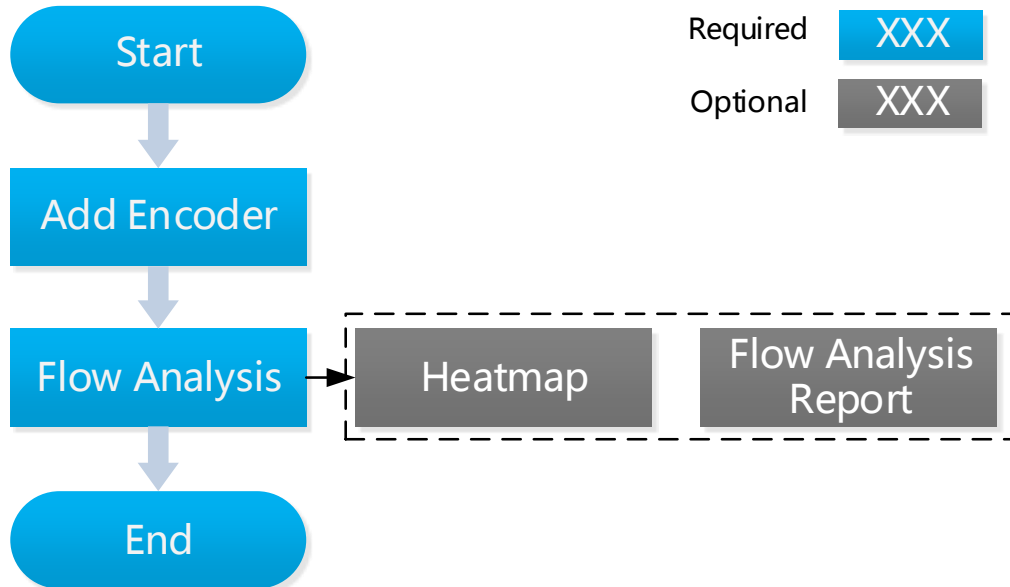 Start
Required
XXX
Optional
XXX
Add Encoder
Flow Analysis
Heatmap
Flow Analysis
Report
End